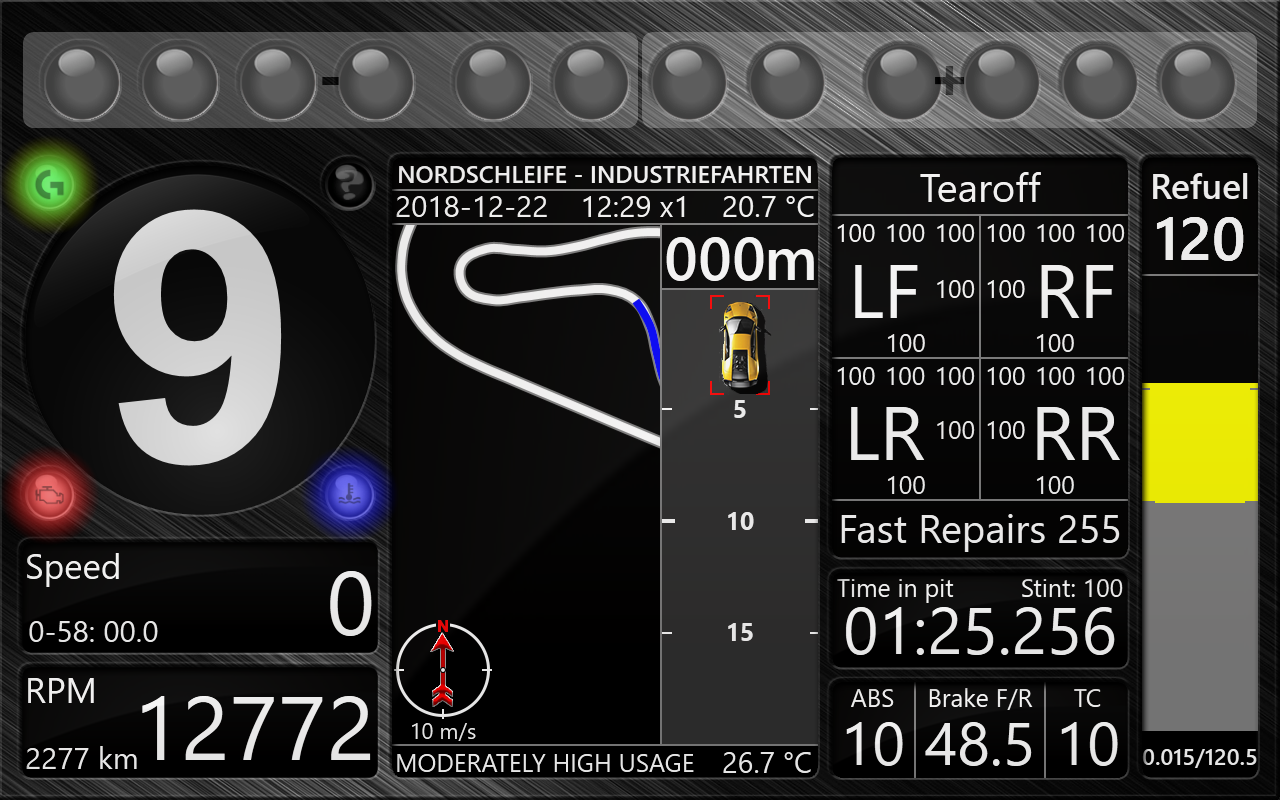 - +
9
?
Speed
0
0-58: 00.0
RPM
12772
2277 km
NORDSCHLEIFE - INDUSTRIEFAHRTEN
2018-12-22 12:29 x1 20.7 °C
000m
5
10
15
N
10 m/s
MODERATELY HIGH USAGE 26.7 °C
Tearoff
100 100 100 100 100 100
LF 100 100 RF
100 100
100 100 100 100 100 100
LR 100 100 RR
100 100
Fast Repairs 255
Time in pit Stint: 100
01:25.256
ABS Brake F/R TC
10 48.5 10
Refuel
120
0.015/120.5